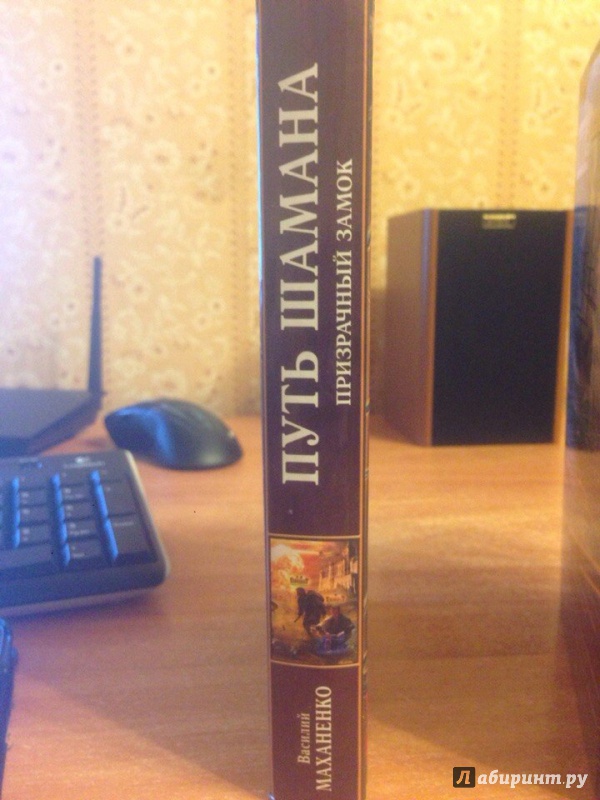 ПУТЬ ШАМАНА
ПРИЗРАЧНЫЙ ЗАМОК
Василий
МАХАНЕНКО
Лабиринт.ру